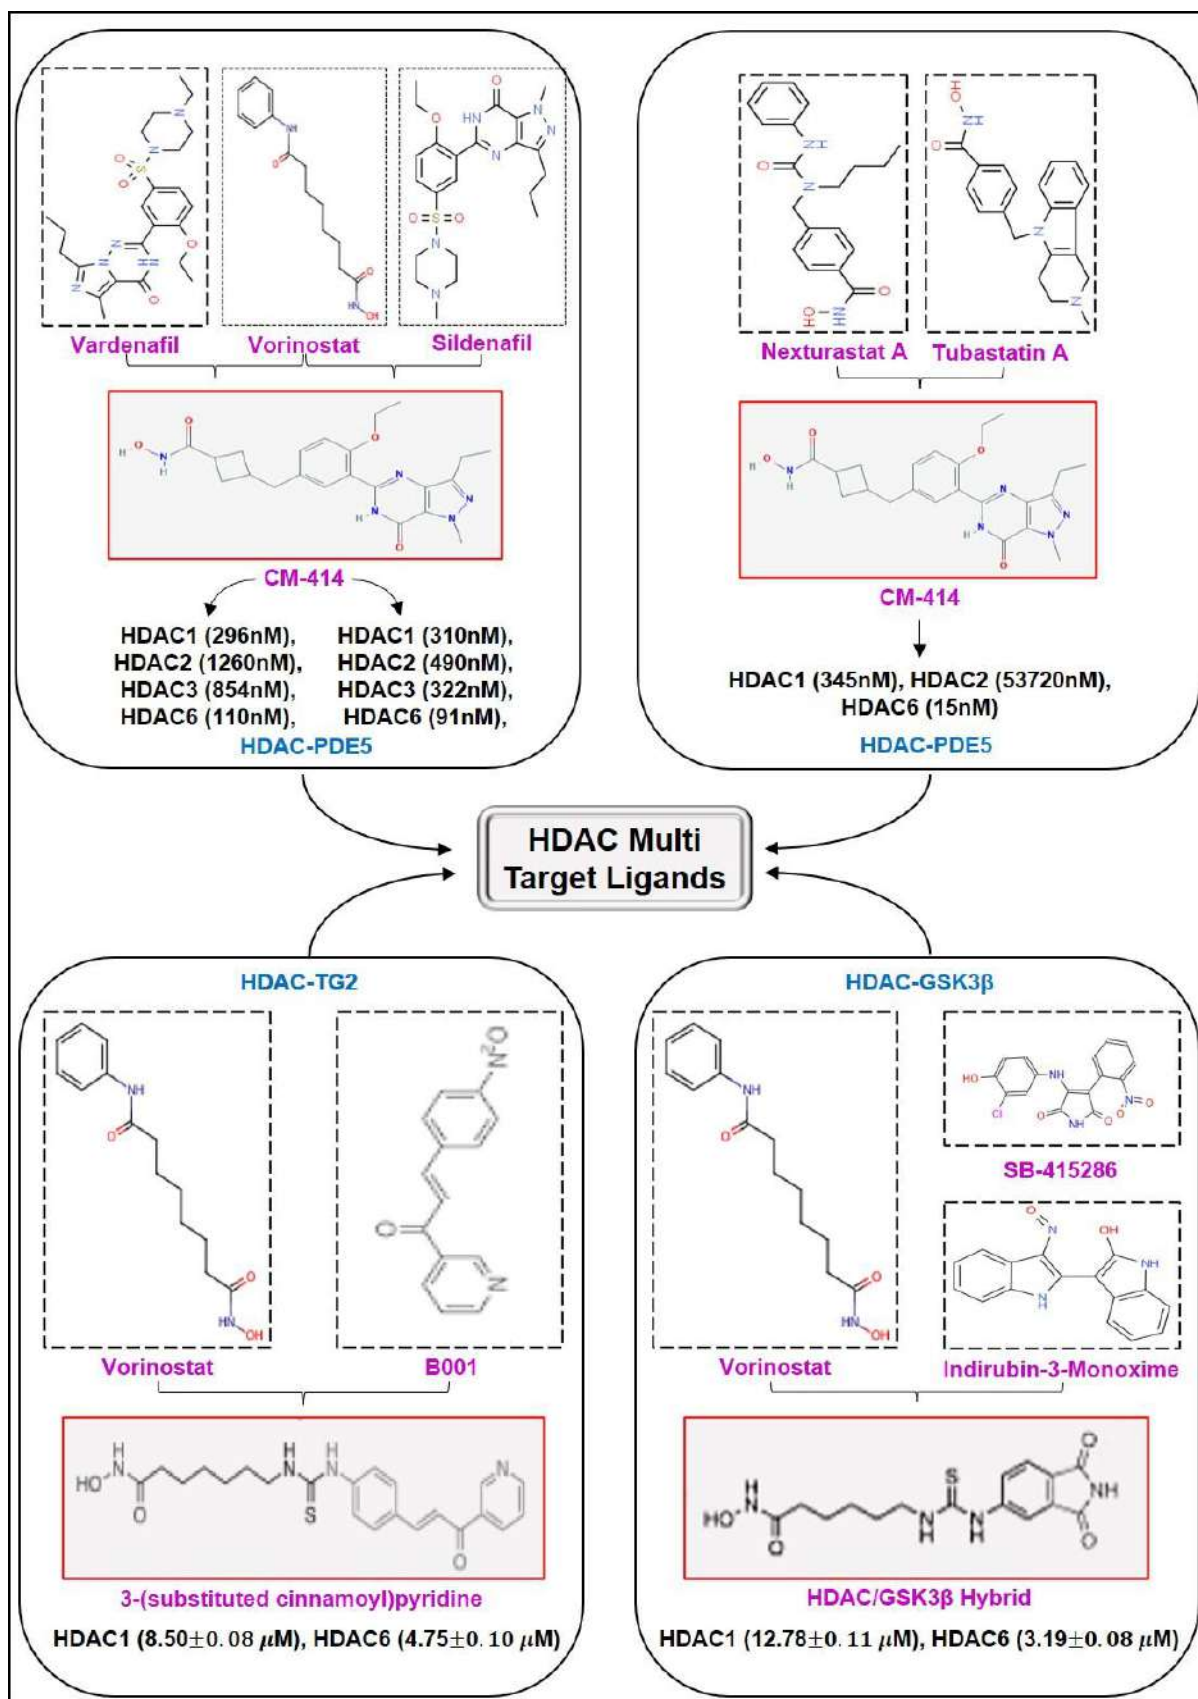 Vardenafil
Vorinostat
Sildenafil
CM-414
HDAC1 (296nM),
HDAC2 (1260nM),
HDAC3 (854nM),
HDAC6 (110nM),
HDAC1 (310nM),
HDAC2 (490nM),
HDAC3 (322nM),
HDAC6 (91nM),
HDAC-PDE5
Nexturastat A
Tubastatin A
CM-414
HDAC1 (345nM), HDAC2 (53720nM),
HDAC6 (15nM)
HDAC-PDE5
HDAC Multi
Target Ligands
HDAC-TG2
Vorinostat
B001
3-(substituted cinnamoyl)pyridine
HDAC1 (8.50±0.08 µM), HDAC6 (4.75±0.10 µM)
HDAC-GSK3β
Vorinostat
SB-415286
Indirubin-3-Monoxime
HDAC/GSK3β Hybrid
HDAC1 (12.78±0.11 µM), HDAC6 (3.19±0.08 µM)